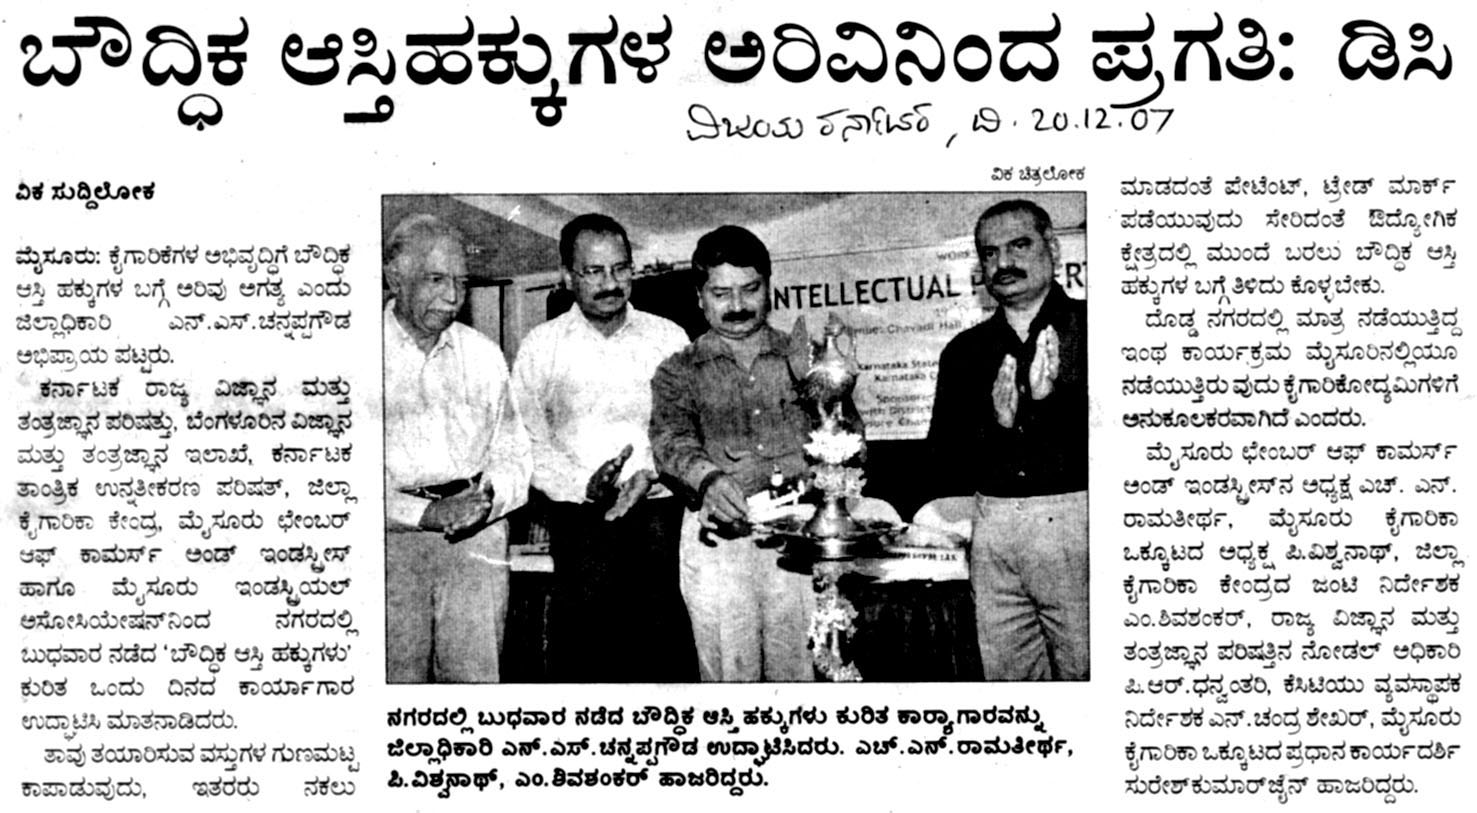 ಬೌದ್ಧಿಕ ಆಸ್ತಿಹಕ್ಕುಗಳ ಅರಿವಿನಿಂದ ಪ್ರಗತಿ: ಡಿಸಿ
ವಿಜಯ ಕರ್ನಾಟಕ, ದಿ. 20.12.07
ವಿಕ ಸುದ್ದಿಲೋಕ
ಮೈಸೂರು: ಕೈಗಾರಿಕೆಗಳ ಅಭಿವೃದ್ಧಿಗೆ ಬೌದ್ಧಿಕ
ಆಸ್ತಿ ಹಕ್ಕುಗಳ ಬಗ್ಗೆ ಅರಿವು ಅಗತ್ಯ ಎಂದು
ಜಿಲ್ಲಾಧಿಕಾರಿ ಎನ್.ಎಸ್.ಚನ್ನಪ್ಪಗೌಡ
ಅಭಿಪ್ರಾಯ ಪಟ್ಟರು.
ಕರ್ನಾಟಕ ರಾಜ್ಯ ವಿಜ್ಞಾನ ಮತ್ತು
ತಂತ್ರಜ್ಞಾನ ಪರಿಷತ್ತು, ಬೆಂಗಳೂರಿನ ವಿಜ್ಞಾನ
ಮತ್ತು ತಂತ್ರಜ್ಞಾನ ಇಲಾಖೆ, ಕರ್ನಾಟಕ
ತಾಂತ್ರಿಕ ಉನ್ನತೀಕರಣ ಪರಿಷತ್, ಜಿಲ್ಲಾ
ಕೈಗಾರಿಕಾ ಕೇಂದ್ರ, ಮೈಸೂರು ಛೇಂಬರ್
ಆಫ್ ಕಾಮರ್ಸ್ ಅಂಡ್ ಇಂಡಸ್ಟ್ರೀಸ್
ಹಾಗೂ ಮೈಸೂರು ಇಂಡಸ್ಟ್ರಿಯಲ್
ಅಸೋಸಿಯೇಷನ್‌ನಿಂದ ನಗರದಲ್ಲಿ
ಬುಧವಾರ ನಡೆದ 'ಬೌದ್ಧಿಕ ಆಸ್ತಿ ಹಕ್ಕುಗಳು'
ಕುರಿತ ಒಂದು ದಿನದ ಕಾರ್ಯಾಗಾರ
ಉದ್ಘಾಟಿಸಿ ಮಾತನಾಡಿದರು.
ತಾವು ತಯಾರಿಸುವ ವಸ್ತುಗಳ ಗುಣಮಟ್ಟ
ಕಾಪಾಡುವುದು, ಇತರರು ನಕಲು
ವಿಕ ಚಿತ್ರಲೋಕ
INTELLECTUAL
Chavadi Hall,
Karnataka State
Karnataka
with District
ನಗರದಲ್ಲಿ ಬುಧವಾರ ನಡೆದ ಬೌದ್ಧಿಕ ಆಸ್ತಿ ಹಕ್ಕುಗಳು ಕುರಿತ ಕಾರ‍್ಯಾಗಾರವನ್ನು
ಜಿಲ್ಲಾಧಿಕಾರಿ ಎನ್.ಎಸ್.ಚನ್ನಪ್ಪಗೌಡ ಉದ್ಘಾಟಿಸಿದರು. ಎಚ್.ಎನ್.ರಾಮತೀರ್ಥ,
ಪಿ.ವಿಶ್ವನಾಥ್, ಎಂ.ಶಿವಶಂಕರ್ ಹಾಜರಿದ್ದರು.
ಮಾಡದಂತೆ ಪೇಟೆಂಟ್, ಟ್ರೇಡ್ ಮಾರ್ಕ್
ಪಡೆಯುವುದು ಸೇರಿದಂತೆ ಔದ್ಯೋಗಿಕ
ಕ್ಷೇತ್ರದಲ್ಲಿ ಮುಂದೆ ಬರಲು ಬೌದ್ಧಿಕ ಆಸ್ತಿ
ಹಕ್ಕುಗಳ ಬಗ್ಗೆ ತಿಳಿದು ಕೊಳ್ಳಬೇಕು.
ದೊಡ್ಡ ನಗರದಲ್ಲಿ ಮಾತ್ರ ನಡೆಯುತ್ತಿದ್ದ
ಇಂಥ ಕಾರ್ಯಕ್ರಮ ಮೈಸೂರಿನಲ್ಲಿಯೂ
ನಡೆಯುತ್ತಿರುವುದು ಕೈಗಾರಿಕೋದ್ಯಮಿಗಳಿಗೆ
ಅನುಕೂಲಕರವಾಗಿದೆ ಎಂದರು.
ಮೈಸೂರು ಛೇಂಬರ್ ಆಫ್ ಕಾಮರ್ಸ್
ಅಂಡ್ ಇಂಡಸ್ಟ್ರೀಸ್‌ನ ಅಧ್ಯಕ್ಷ ಎಚ್. ಎನ್.
ರಾಮತೀರ್ಥ, ಮೈಸೂರು ಕೈಗಾರಿಕಾ
ಒಕ್ಕೂಟದ ಅಧ್ಯಕ್ಷ ಪಿ.ವಿಶ್ವನಾಥ್, ಜಿಲ್ಲಾ
ಕೈಗಾರಿಕಾ ಕೇಂದ್ರದ ಜಂಟಿ ನಿರ್ದೇಶಕ
ಎಂ.ಶಿವಶಂಕರ್, ರಾಜ್ಯ ವಿಜ್ಞಾನ ಮತ್ತು
ತಂತ್ರಜ್ಞಾನ ಪರಿಷತ್ತಿನ ನೋಡಲ್ ಅಧಿಕಾರಿ
ಪಿ.ಆರ್.ಧನ್ವಂತರಿ, ಕೆಸಿಟಿಯು ವ್ಯವಸ್ಥಾಪಕ
ನಿರ್ದೇಶಕ ಎನ್.ಚಂದ್ರ ಶೇಖರ್, ಮೈಸೂರು
ಕೈಗಾರಿಕಾ ಒಕ್ಕೂಟದ ಪ್ರಧಾನ ಕಾರ್ಯದರ್ಶಿ
ಸುರೇಶ್‌ಕುಮಾರ್‌ಜೈನ್ ಹಾಜರಿದ್ದರು.